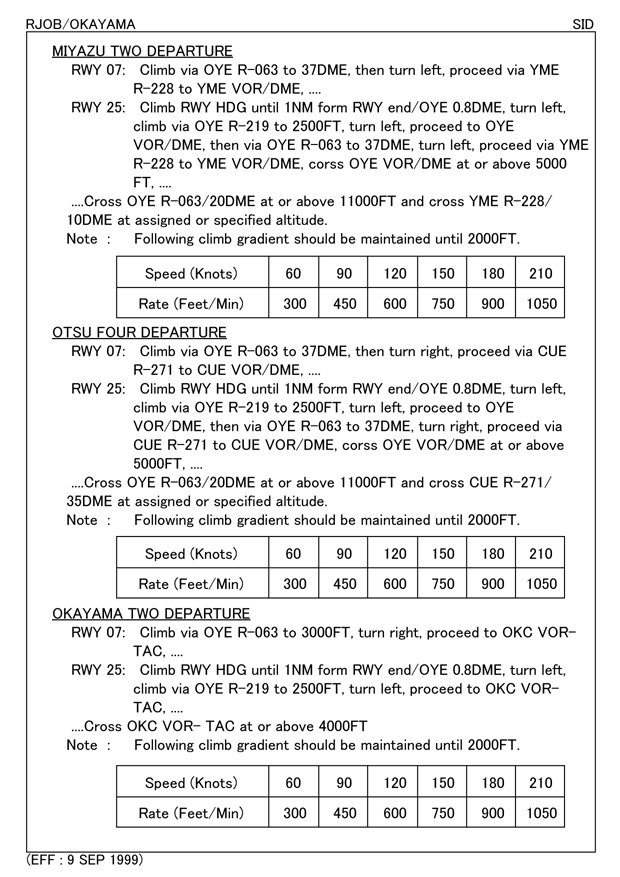 RJOB/OKAYAMA SID
MIYAZU TWO DEPARTURE
RWY 07: Climb via OYE R-063 to 37DME, then turn left, proceed via YME
R-228 to YME VOR/DME, ....
RWY 25: Climb RWY HDG until 1NM form RWY end/OYE 0.8DME, turn left,
climb via OYE R-219 to 2500FT, turn left, proceed to OYE
VOR/DME, then via OYE R-063 to 37DME, turn left, proceed via YME
R-228 to YME VOR/DME, corss OYE VOR/DME at or above 5000
FT, ....
....Cross OYE R-063/20DME at or above 11000FT and cross YME R-228/
10DME at assigned or specified altitude.
Note : Following climb gradient should be maintained until 2000FT.
Speed (Knots) 60 90 120 150 180 210
Rate (Feet/Min) 300 450 600 750 900 1050
OTSU FOUR DEPARTURE
RWY 07: Climb via OYE R-063 to 37DME, then turn right, proceed via CUE
R-271 to CUE VOR/DME, ....
RWY 25: Climb RWY HDG until 1NM form RWY end/OYE 0.8DME, turn left,
climb via OYE R-219 to 2500FT, turn left, proceed to OYE
VOR/DME, then via OYE R-063 to 37DME, turn right, proceed via
CUE R-271 to CUE VOR/DME, corss OYE VOR/DME at or above
5000FT, ....
....Cross OYE R-063/20DME at or above 11000FT and cross CUE R-271/
35DME at assigned or specified altitude.
Note : Following climb gradient should be maintained until 2000FT.
Speed (Knots) 60 90 120 150 180 210
Rate (Feet/Min) 300 450 600 750 900 1050
OKAYAMA TWO DEPARTURE
RWY 07: Climb via OYE R-063 to 3000FT, turn right, proceed to OKC VOR-
TAC, ....
RWY 25: Climb RWY HDG until 1NM form RWY end/OYE 0.8DME, turn left,
climb via OYE R-219 to 2500FT, turn left, proceed to OKC VOR-
TAC, ....
....Cross OKC VOR- TAC at or above 4000FT
Note : Following climb gradient should be maintained until 2000FT.
Speed (Knots) 60 90 120 150 180 210
Rate (Feet/Min) 300 450 600 750 900 1050
(EFF : 9 SEP 1999)